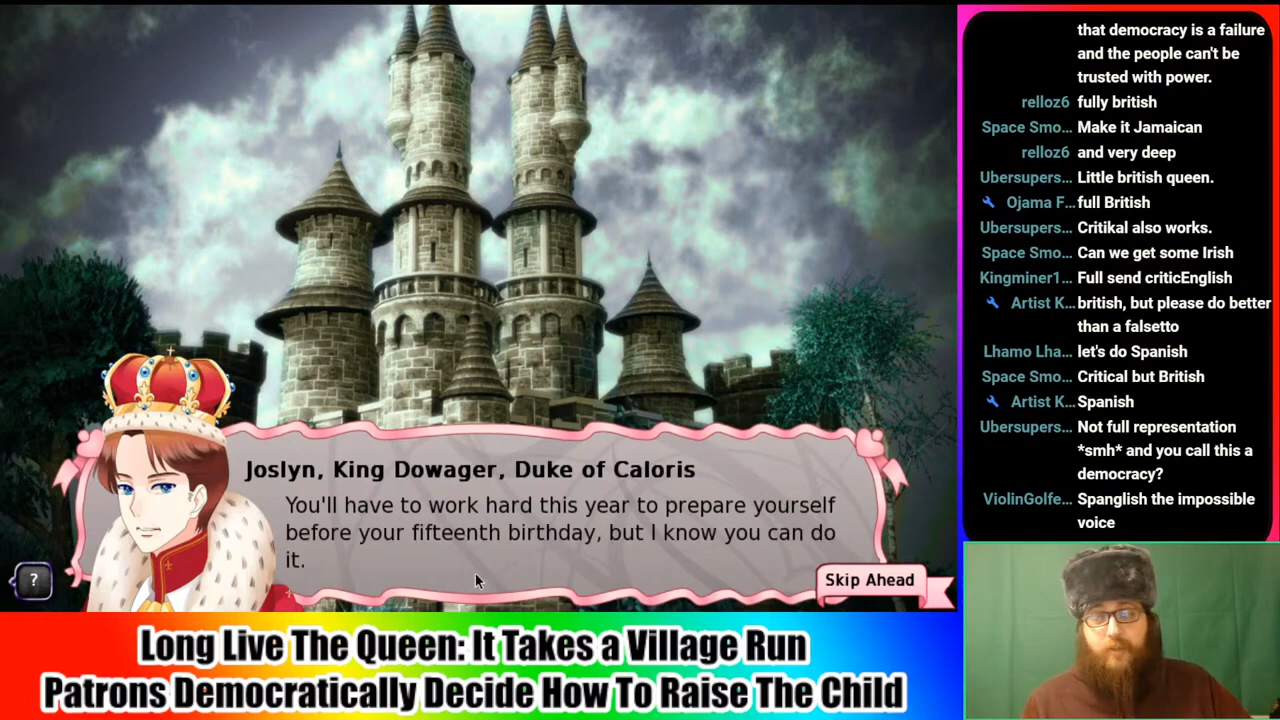 Joslyn, King Dowager, Duke of Caloris
You'll have to work hard this year to prepare yourself
before your fifteenth birthday, but I know you can do
it.
?
Skip Ahead
Long Live The Queen: It Takes a Village Run
Patrons Democratically Decide How To Raise The Child
that democracy is a failure
and the people can't be
trusted with power.
relloz6 fully british
Space Smo... Make it Jamaican
relloz6 and very deep
Ubersupers... Little british queen.
Ojama F... full British
Ubersupers... Critikal also works.
Space Smo... Can we get some Irish
Kingminer1... Full send criticEnglish
Artist K... british, but please do better
than a falsetto
Lhamo Lha... let's do Spanish
Space Smo... Critical but British
Artist K... Spanish
Ubersupers... Not full representation
*smh* and you call this a
democracy?
ViolinGolfe... Spanglish the impossible
voice